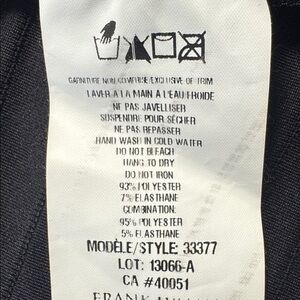 GARNITURE NON COMPRISE/EXCLUSIVE OF TRIM
LAVER A LA MAIN A L'EAU FROIDE
NE PAS JAVELLISER
SUSPENDRE POUR SÉCHER
NE PAS REPASSER
HAND WASH IN COLD WATER
DO NOT BLEACH
HANG TO DRY
DO NOT IRON
93% POLYESTER
7% ELASTHANE
COMBINATION:
95% POLYESTER
5% ELASTHANE
MODÈLE/STYLE: 33377
LOT: 13066-A
CA #40051
FRANK